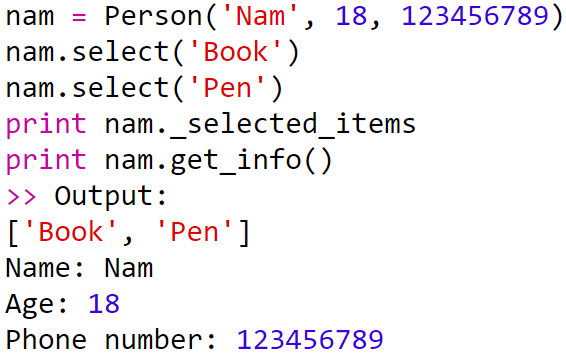 nam = Person('Nam', 18, 123456789)
nam.select('Book')
nam.select('Pen')
print nam._selected_items
print nam.get_info()
>> Output:
['Book', 'Pen']
Name: Nam
Age: 18
Phone number: 123456789